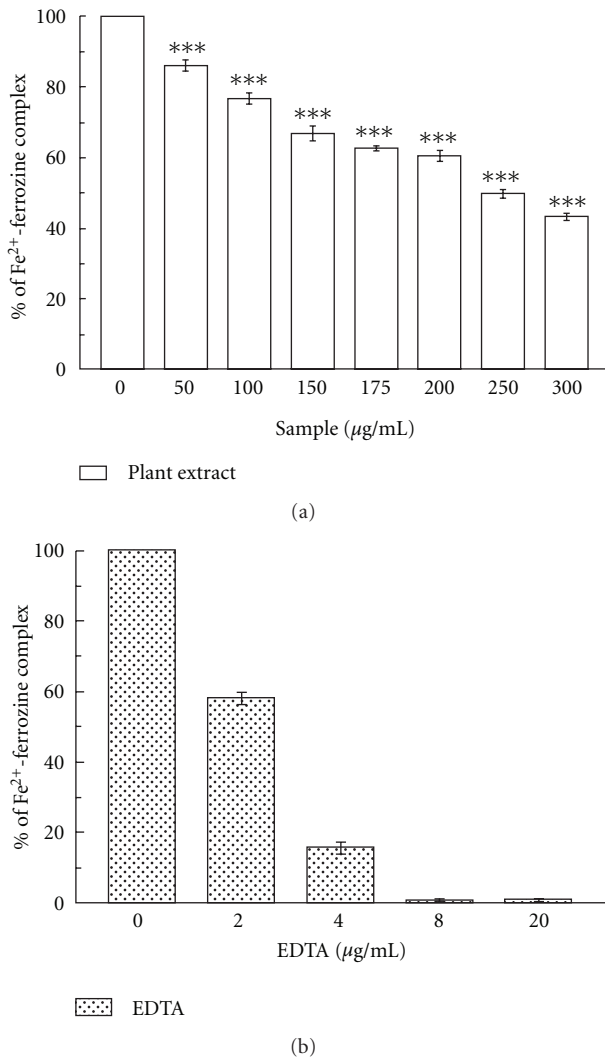 % of Fe²⁺-ferrozine complex
100
80
60
40
20
0
*** *** *** *** *** *** ***
0 50 100 150 175 200 250 300
Sample (µg/mL)
Plant extract
(a)
% of Fe²⁺-ferrozine complex
100
80
60
40
20
0
0 2 4 8 20
EDTA (µg/mL)
EDTA
(b)